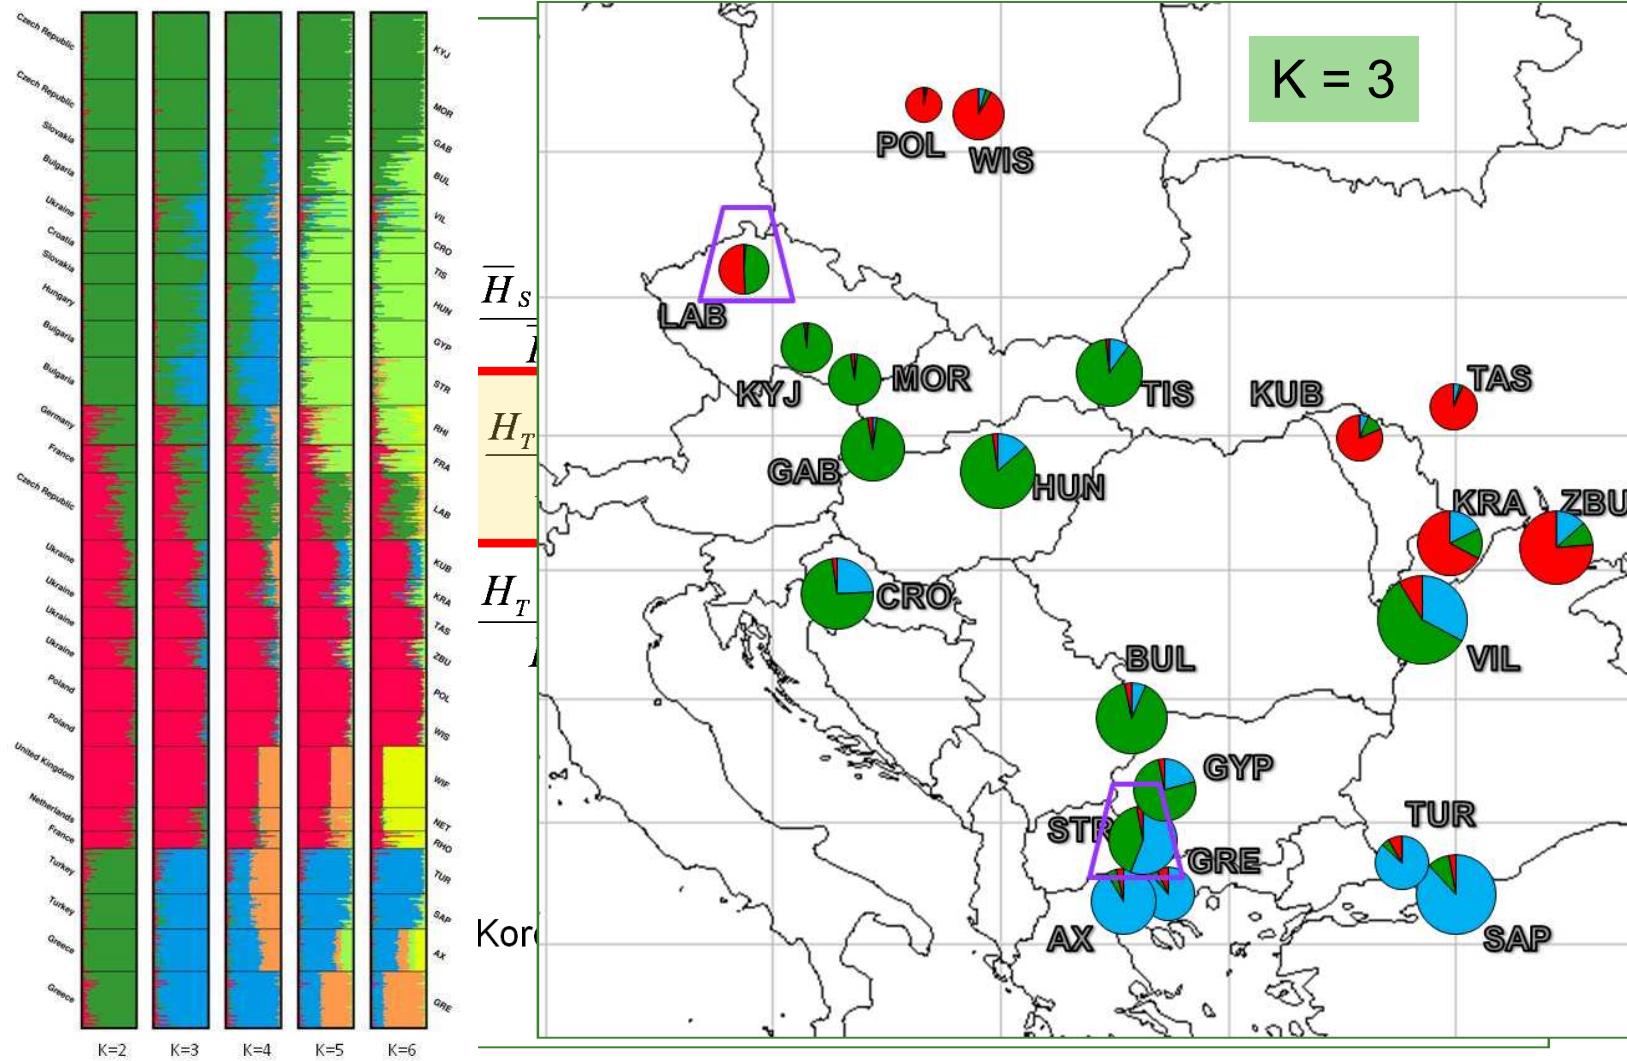 Czech Republic
Czech Republic
Slovakia
Bulgaria
Ukraine
Croatia
Slovakia
Hungary
Bulgaria
Bulgaria
Germany
France
Czech Republic
Ukraine
Ukraine
Ukraine
Ukraine
Poland
Poland
United Kingdom
Netherlands
France
Turkey
Turkey
Greece
Greece
KYJ
MOR
GAB
BUL
VIL
CRO
TIS
HUN
GYP
STR
RHI
FRA
LAB
KUB
KRA
TAS
ZBU
POL
WIS
WIF
NET
RHO
TUR
SAP
AX
GRE
K=2 K=3 K=4 K=5 K=6
H S
H T
H T
Kor
K = 3
POL WIS
LAB
KYJ MOR TIS KUB TAS
GAB HUN KRA ZBU
CRO
BUL VIL
GYP
STR GRE TUR
AX SAP